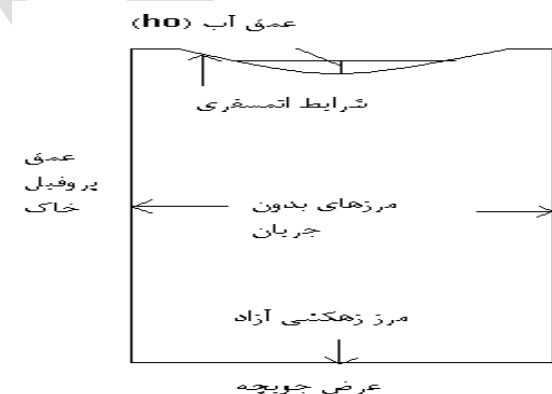 عمق آب (ho)
شرایط اتمسفری
عمق
پروفیل
خاک
مرزهای بدون
جریان
مرز زهکشی آزاد
عرض جویچه